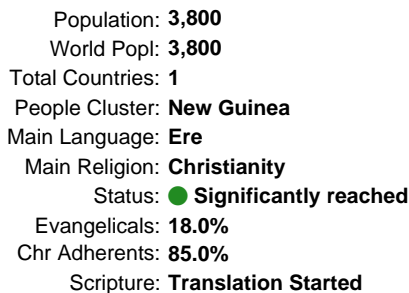 Population: 3,800
World Popl: 3,800
Total Countries: 1
People Cluster: New Guinea
Main Language: Ere
Main Religion: Christianity
Status: Significantly reached
Evangelicals: 18.0%
Chr Adherents: 85.0%
Scripture: Translation Started